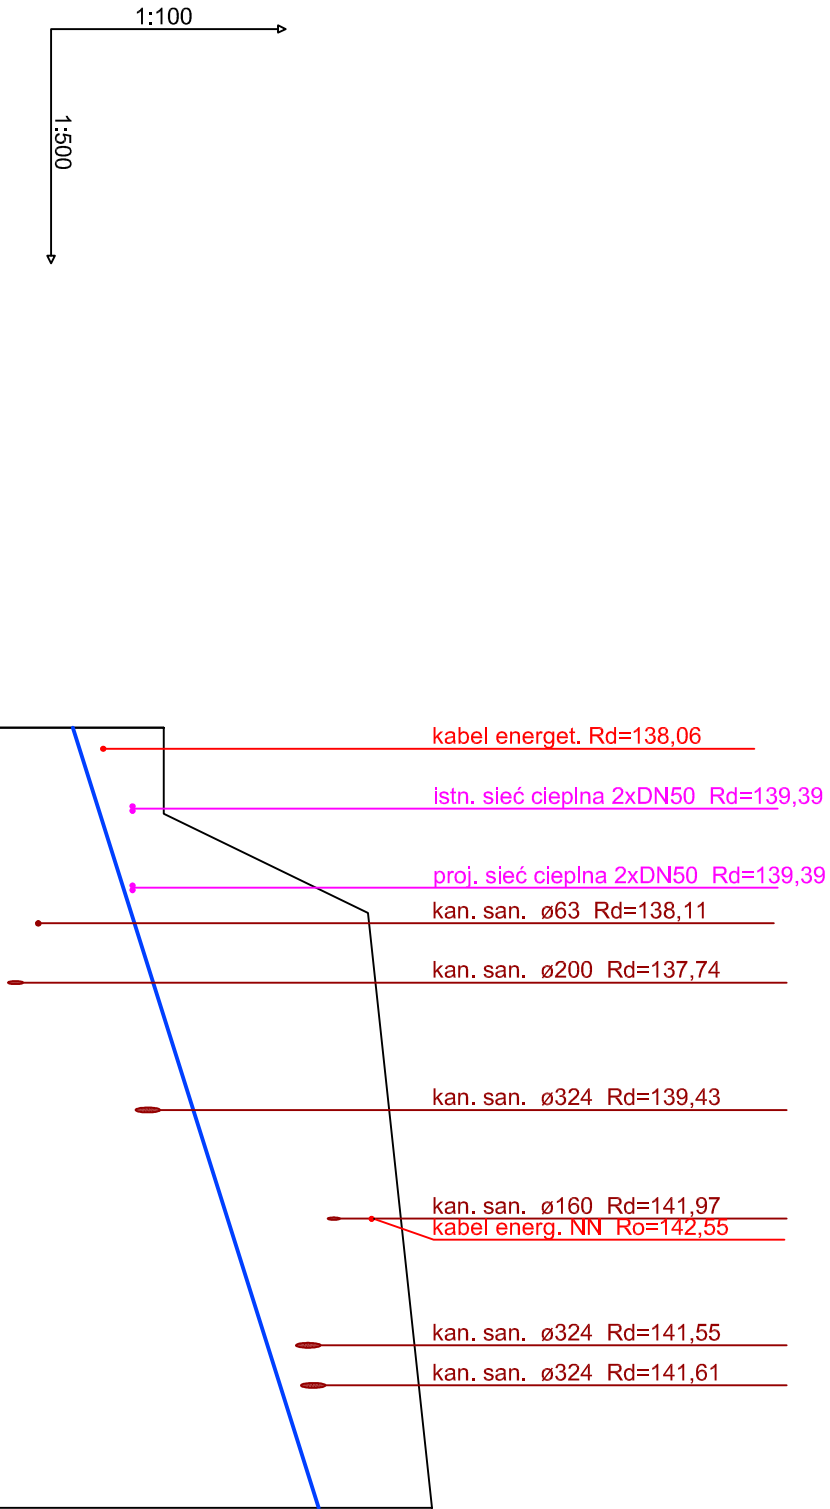 1:100
1:500
kabel energet. Rd=138,06
istn. sieć cieplna 2xDN50 Rd=139,39
proj. sieć cieplna 2xDN50 Rd=139,39
kan. san. ø63 Rd=138,11
kan. san. ø200 Rd=137,74
kan. san. ø324 Rd=139,43
kan. san. ø160 Rd=141,97
kabel energ. NN Ro=142,55
kan. san. ø324 Rd=141,55
kan. san. ø324 Rd=141,61